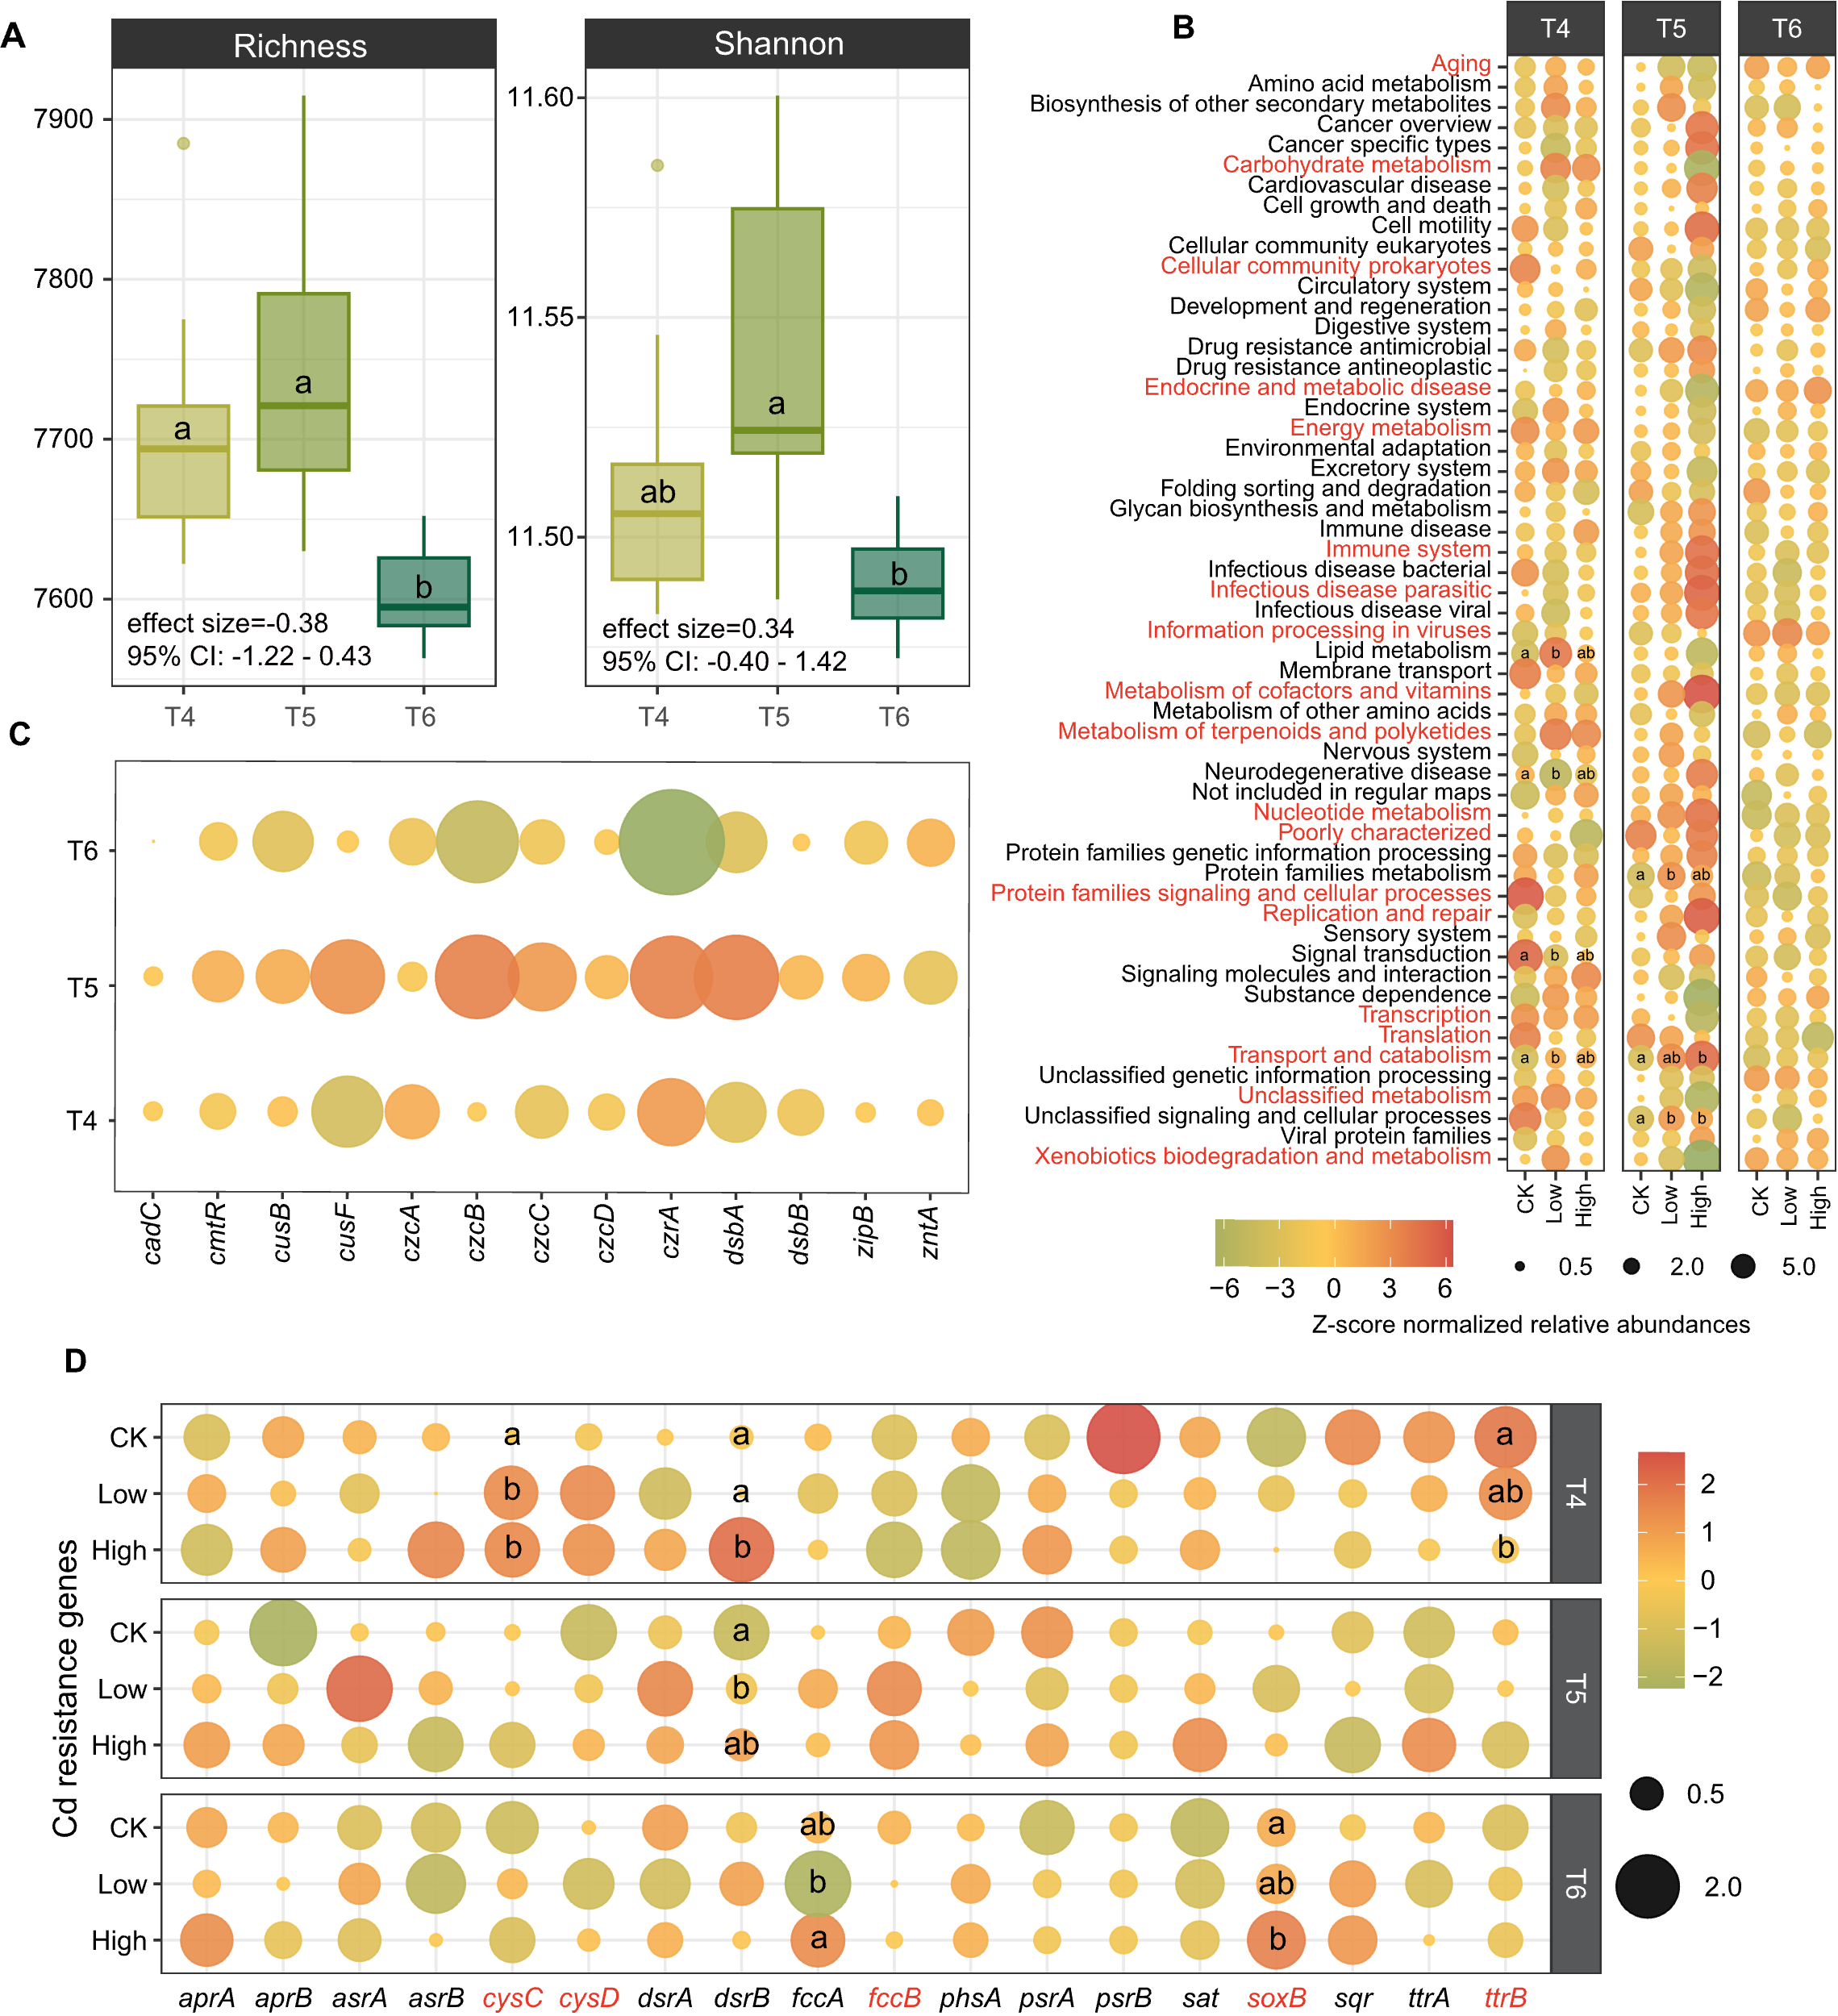 A
Richness
7900
7800
7700
7600
a
a
b
effect size=-0.38
95% CI: -1.22 - 0.43
T4
T5
T6
Shannon
11.60
11.55
11.50
ab
a
b
effect size=0.34
95% CI: -0.40 - 1.42
T4
T5
T6
B
T4
T5
T6
Aging
Amino acid metabolism
Biosynthesis of other secondary metabolites
Cancer overview
Cancer specific types
Carbohydrate metabolism
Cardiovascular disease
Cell growth and death
Cell motility
Cellular community eukaryotes
Cellular community prokaryotes
Circulatory system
Development and regeneration
Digestive system
Drug resistance antimicrobial
Drug resistance antineoplastic
Endocrine and metabolic disease
Endocrine system
Energy metabolism
Environmental adaptation
Excretory system
Folding sorting and degradation
Glycan biosynthesis and metabolism
Immune disease
Immune system
Infectious disease bacterial
Infectious disease parasitic
Infectious disease viral
Information processing in viruses
Lipid metabolism a b ab
Membrane transport
Metabolism of cofactors and vitamins
Metabolism of other amino acids
Metabolism of terpenoids and polyketides
Nervous system
Neurodegenerative disease a b ab
Not included in regular maps
Nucleotide metabolism
Poorly characterized
Protein families genetic information processing
Protein families metabolism a b ab
Protein families signaling and cellular processes
Replication and repair
Sensory system
Signal transduction a b ab
Signaling molecules and interaction
Substance dependence
Transcription
Translation
Transport and catabolism a b ab a ab b
Unclassified genetic information processing
Unclassified metabolism
Unclassified signaling and cellular processes a b b
Viral protein families
Xenobiotics biodegradation and metabolism
CK Low High CK Low High CK Low High
−6 −3 0 3 6
0.5 2.0 5.0
Z-score normalized relative abundances
C
T6
T5
T4
cadC cmtR cusB cusF czcA czcB czcC czcD czrA dsbA dsbB zipB zntA
D
Cd resistance genes
CK a a a
Low b a ab
High b b b
T4
CK a
Low b
High ab
T5
CK ab a
Low b ab
High a b
T6
aprA aprB asrA asrB cysC cysD dsrA dsrB fccA fccB phsA psrA psrB sat soxB sqr ttrA ttrB
2
1
0
−1
−2
0.5
2.0